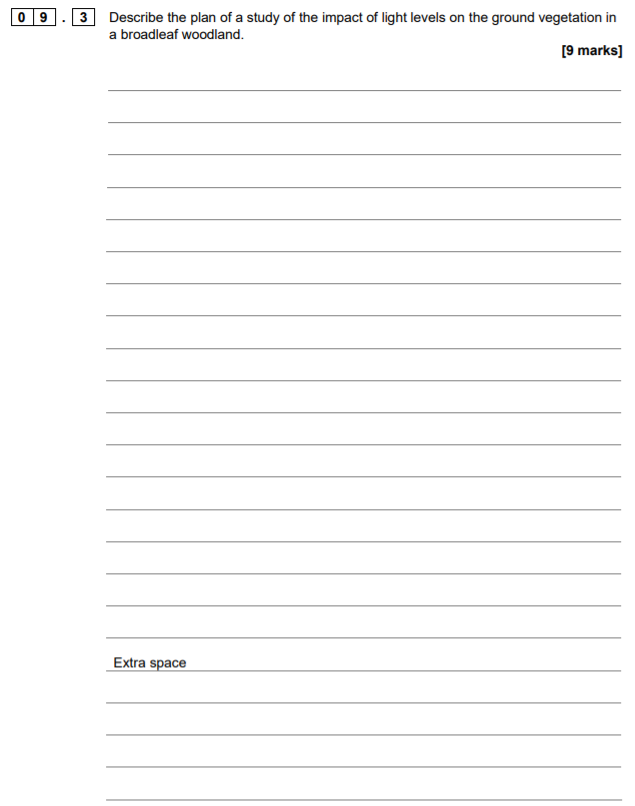 0 9 . 3 Describe the plan of a study of the impact of light levels on the ground vegetation in
a broadleaf woodland.
[9 marks]
Extra space